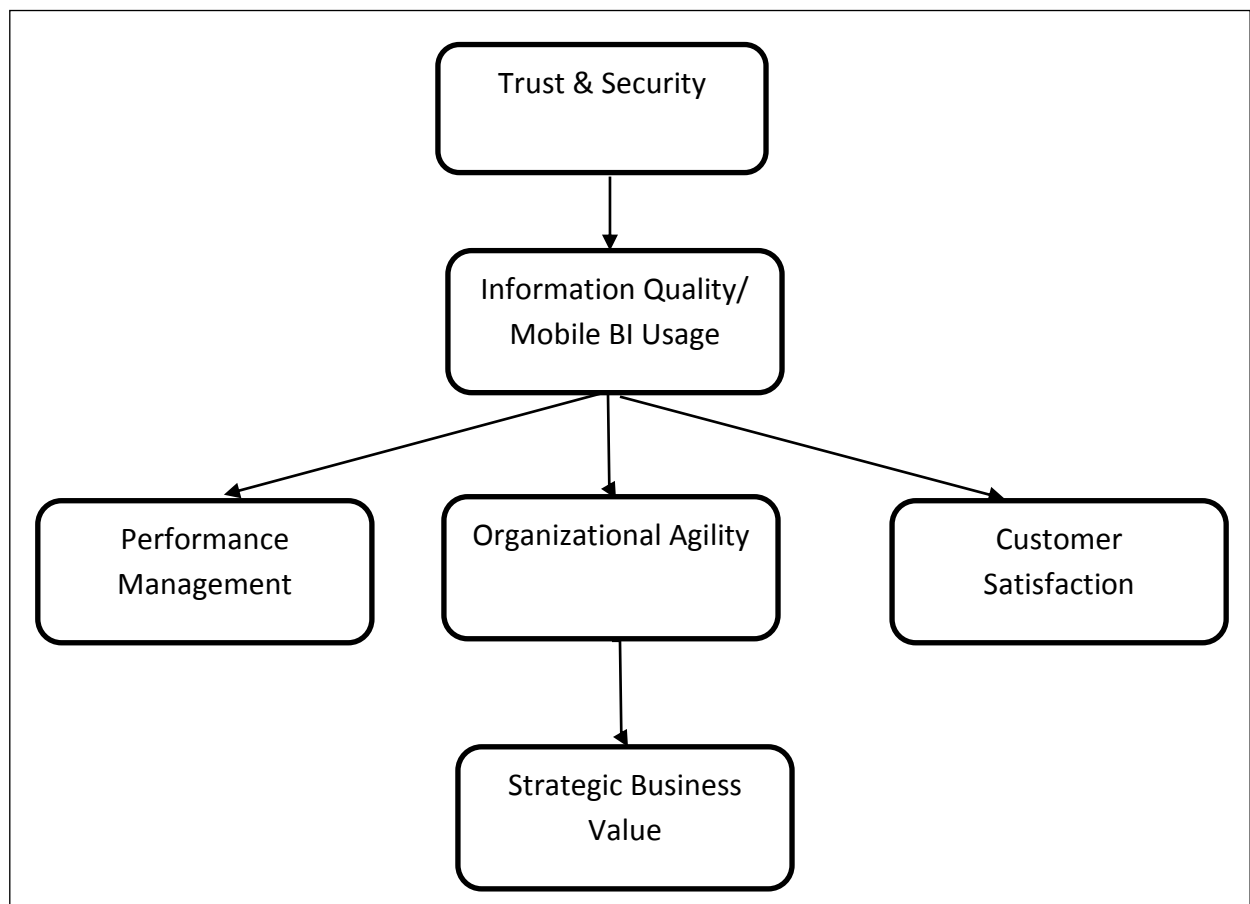 Trust & Security
Information Quality/
Mobile BI Usage
Performance
Management
Organizational Agility
Customer
Satisfaction
Strategic Business
Value